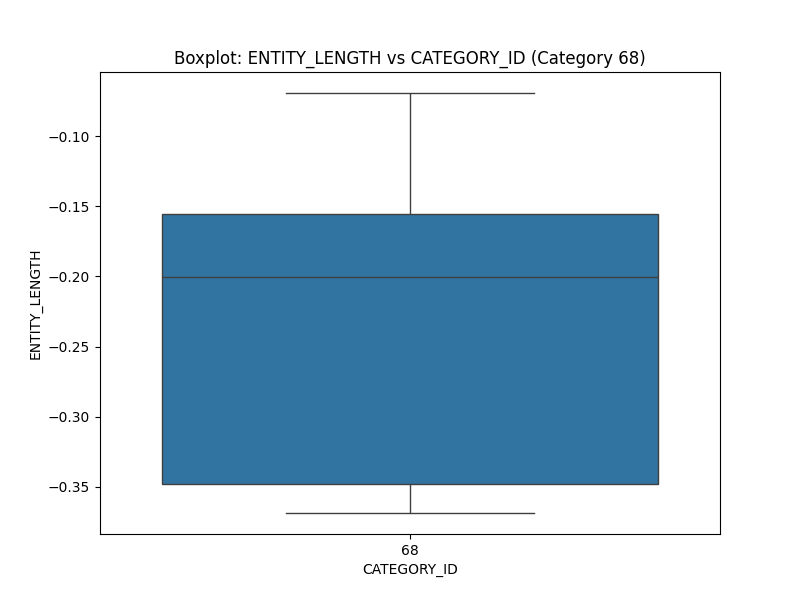 Boxplot: ENTITY_LENGTH vs CATEGORY_ID (Category 68)
−0.10
−0.15
−0.20
−0.25
−0.30
−0.35
ENTITY_LENGTH
68
CATEGORY_ID